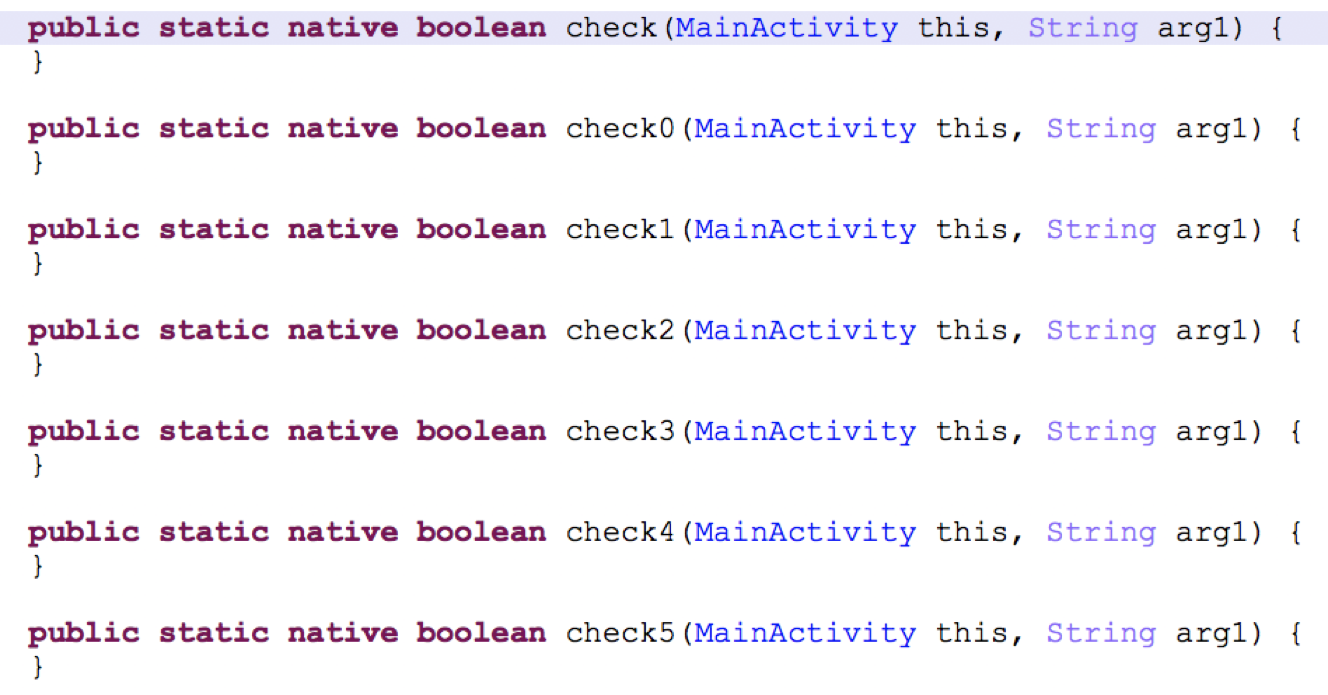 public static native boolean check(MainActivity this, String arg1) {
}
public static native boolean check0(MainActivity this, String arg1) {
}
public static native boolean check1(MainActivity this, String arg1) {
}
public static native boolean check2(MainActivity this, String arg1) {
}
public static native boolean check3(MainActivity this, String arg1) {
}
public static native boolean check4(MainActivity this, String arg1) {
}
public static native boolean check5(MainActivity this, String arg1) {
}